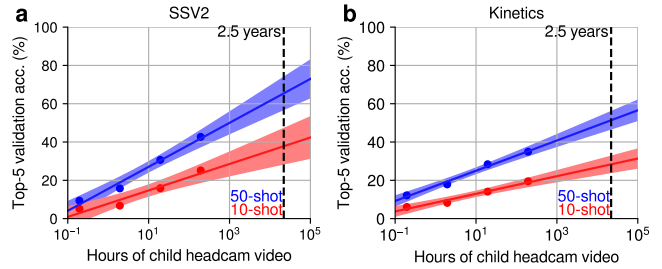 a
SSV2
Top-5 validation acc. (%)
100
80
60
40
20
0
2.5 years
50-shot
10-shot
10⁻¹ 10¹ 10³ 10⁵
Hours of child headcam video
b
Kinetics
Top-5 validation acc. (%)
100
80
60
40
20
0
2.5 years
50-shot
10-shot
10⁻¹ 10¹ 10³ 10⁵
Hours of child headcam video